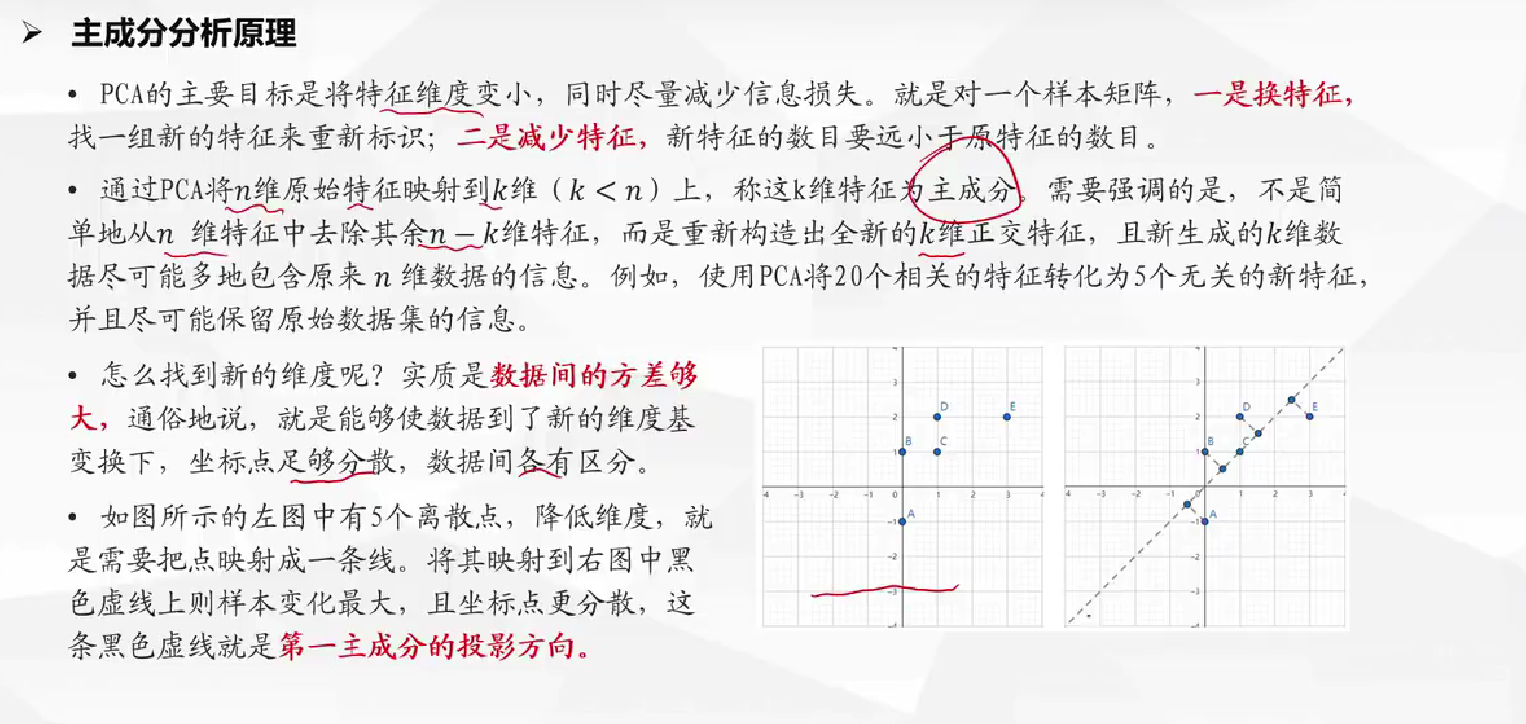 ➢ 主成分分析原理
• PCA的主要目标是将特征维度变小，同时尽量减少信息损失。就是对一个样本矩阵，一是换特征，
找一组新的特征来重新标识；二是减少特征，新特征的数目要远小于原特征的数目。
• 通过PCA将n维原始特征映射到k维（k < n）上，称这k维特征为主成分。需要强调的是，不是简
单地从n 维特征中去除其余n − k维特征，而是重新构造出全新的k维正交特征，且新生成的k维数
据尽可能多地包含原来 n 维数据的信息。例如，使用PCA将20个相关的特征转化为5个无关的新特征，
并且尽可能保留原始数据集的信息。
• 怎么找到新的维度呢？实质是数据间的方差够
大，通俗地说，就是能够使数据到了新的维度基
变换下，坐标点足够分散，数据间各有区分。
• 如图所示的左图中有5个离散点，降低维度，就
是需要把点映射成一条线。将其映射到右图中黑
色虚线上则样本变化最大，且坐标点更分散，这
条黑色虚线就是第一主成分的投影方向。
4
3
2
D
E
1
B
C
-4 -3 -2 -1 0 1 2 3 4
-1
A
-2
-3
-4
4
3
2
D
E
1
B
C
-4 -3 -2 -1 0 1 2 3 4
-1
A
-2
-3
-4